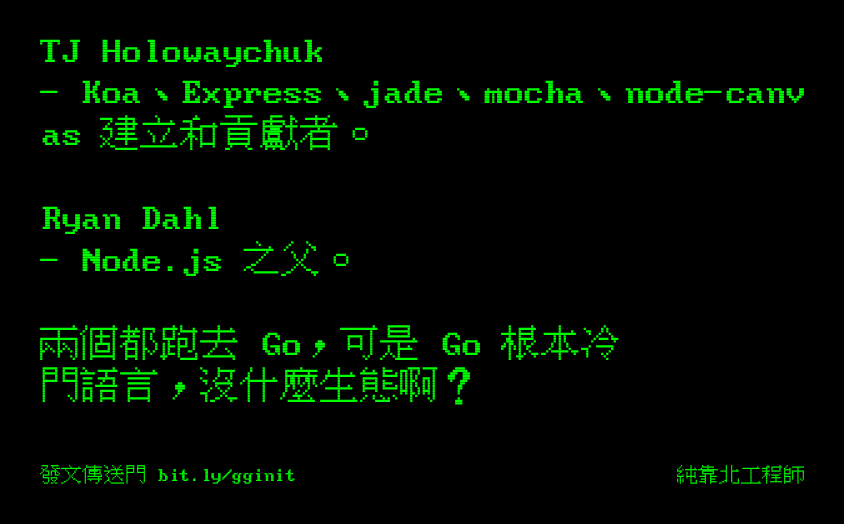 TJ Holowaychuk
- Koa、Express、jade、mocha、node-canv
as 建立和貢獻者。
Ryan Dahl
- Node.js 之父。
兩個都跑去 Go，可是 Go 根本冷
門語言，沒什麼生態啊？
發文傳送門 bit.ly/gginit
純靠北工程師